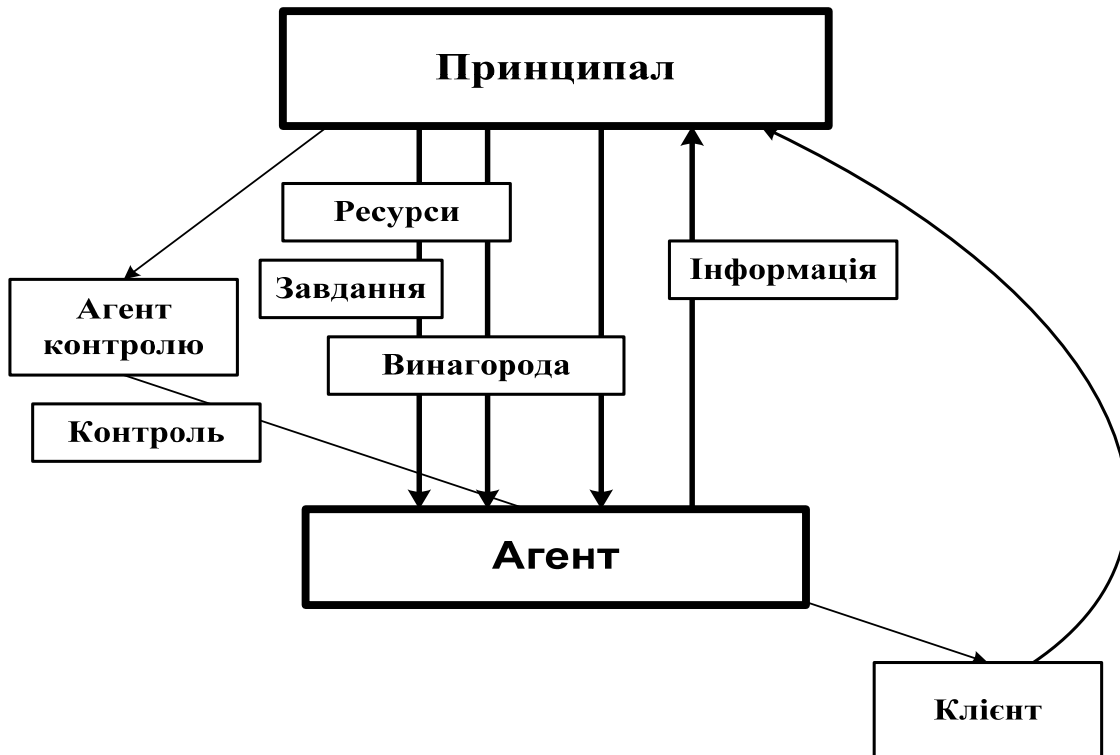 Принципал
Ресурси
Інформація
Завдання
Агент
контролю
Винагорода
Контроль
Агент
Клієнт